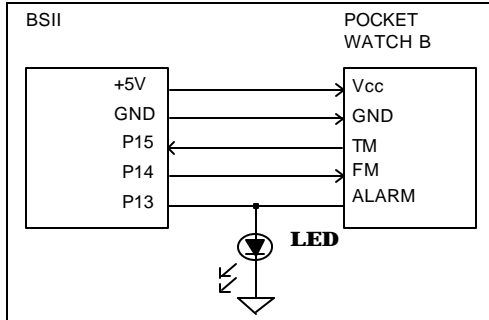 BSII
POCKET
WATCH B
+5V
GND
P15
P14
P13
Vcc
GND
TM
FM
ALARM
LED